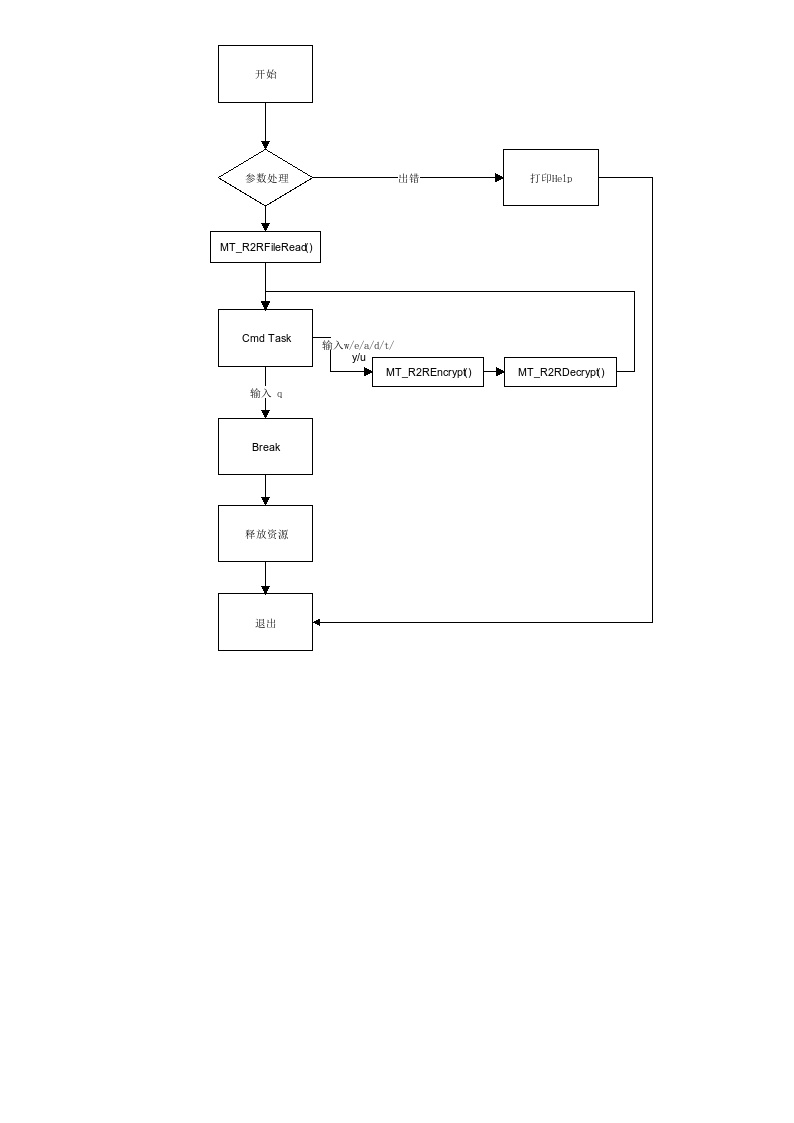 开始
参数处理
出错
打印Help
MT_R2RFileRead()
Cmd Task
输入w/e/a/d/t/
y/u
MT_R2REncrypt()
MT_R2RDecrypt()
输入 q
Break
释放资源
退出